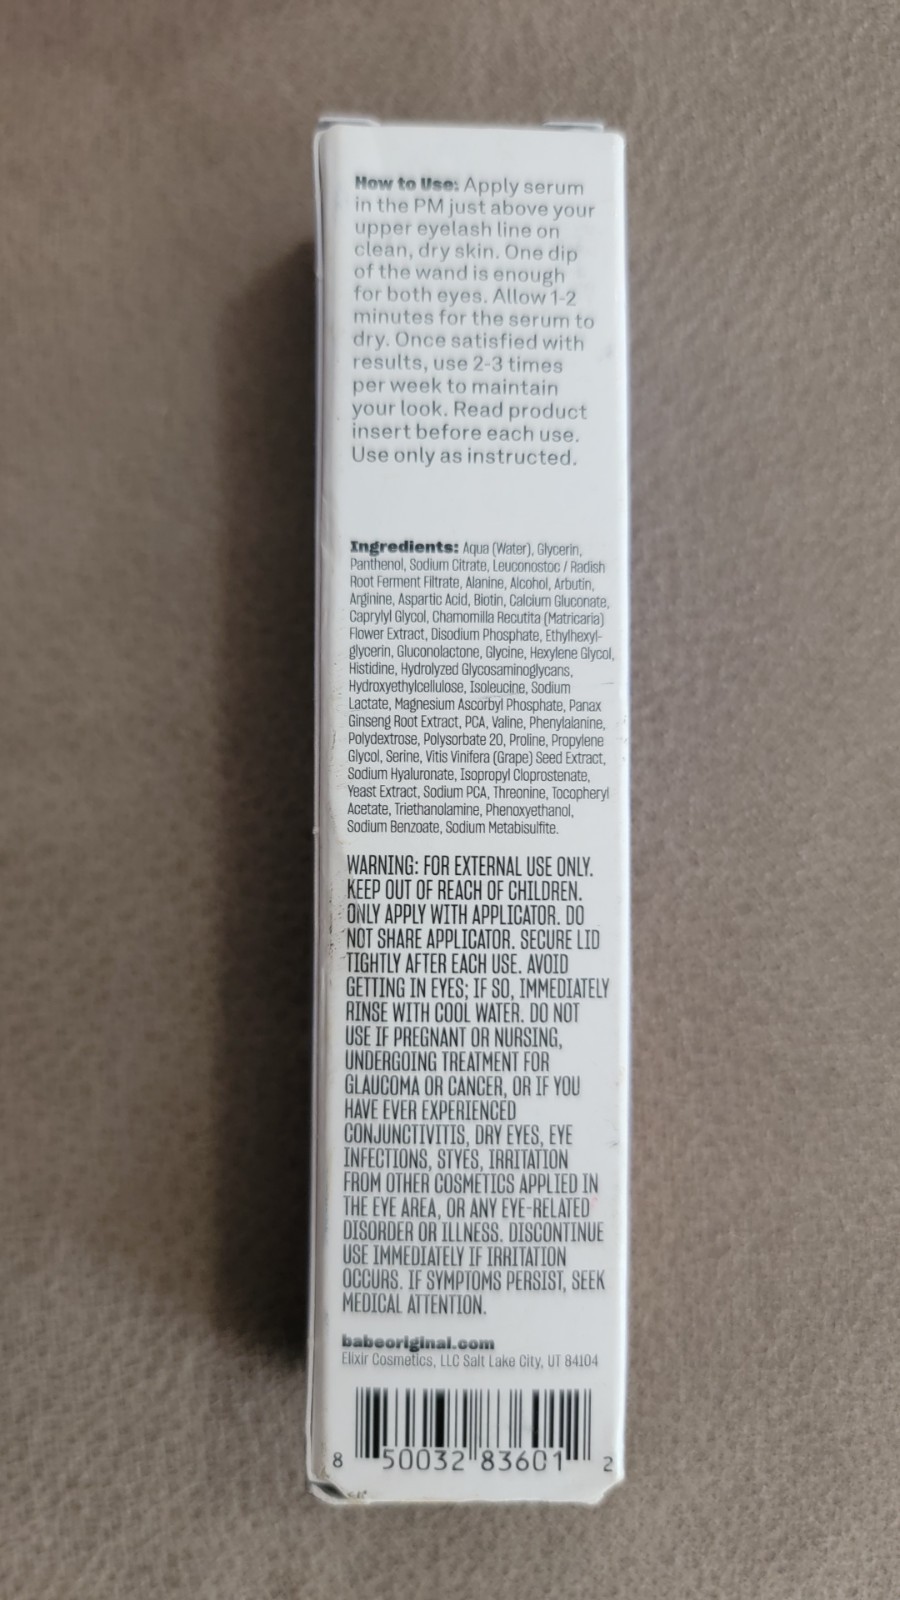 How to Use: Apply serum
in the PM just above your
upper eyelash line on
clean, dry skin. One dip
of the wand is enough
for both eyes. Allow 1-2
minutes for the serum to
dry. Once satisfied with
results, use 2-3 times
per week to maintain
your look. Read product
insert before each use.
Use only as instructed.
Ingredients: Aqua (Water), Glycerin,
Panthenol, Sodium Citrate, Leuconostoc / Radish
Root Ferment Filtrate, Alanine, Alcohol, Arbutin,
Arginine, Aspartic Acid, Biotin, Calcium Gluconate,
Caprylyl Glycol, Chamomilla Recutita (Matricaria)
Flower Extract, Disodium Phosphate, Ethylhexyl-
glycerin, Gluconolactone, Glycine, Hexylene Glycol,
Histidine, Hydrolyzed Glycosaminoglycans,
Hydroxyethylcellulose, Isoleucine, Sodium
Lactate, Magnesium Ascorbyl Phosphate, Panax
Ginseng Root Extract, PCA, Valine, Phenylalanine,
Polydextrose, Polysorbate 20, Proline, Propylene
Glycol, Serine, Vitis Vinifera (Grape) Seed Extract,
Sodium Hyaluronate, Isopropyl Cloprostenate,
Yeast Extract, Sodium PCA, Threonine, Tocopheryl
Acetate, Triethanolamine, Phenoxyethanol,
Sodium Benzoate, Sodium Metabisulfite.
WARNING: FOR EXTERNAL USE ONLY.
KEEP OUT OF REACH OF CHILDREN.
ONLY APPLY WITH APPLICATOR. DO
NOT SHARE APPLICATOR. SECURE LID
TIGHTLY AFTER EACH USE. AVOID
GETTING IN EYES; IF SO, IMMEDIATELY
RINSE WITH COOL WATER. DO NOT
USE IF PREGNANT OR NURSING,
UNDERGOING TREATMENT FOR
GLAUCOMA OR CANCER, OR IF YOU
HAVE EVER EXPERIENCED
CONJUNCTIVITIS, DRY EYES, EYE
INFECTIONS, STYES, IRRITATION
FROM OTHER COSMETICS APPLIED IN
THE EYE AREA, OR ANY EYE-RELATED
DISORDER OR ILLNESS. DISCONTINUE
USE IMMEDIATELY IF IRRITATION
OCCURS. IF SYMPTOMS PERSIST, SEEK
MEDICAL ATTENTION.
babeoriginal.com
Elixir Cosmetics, LLC Salt Lake City, UT 84104
8 50032 83601 2